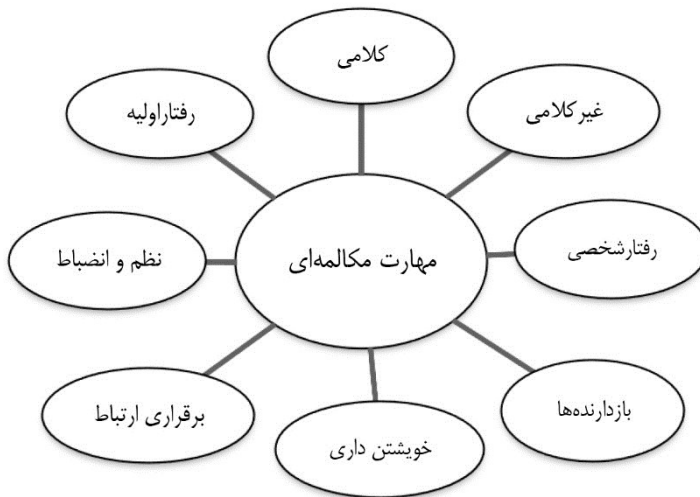 کلامی
غیرکلامی
رفتارشخصی
بازدارنده‌ها
خویشتن داری
برقراری ارتباط
نظم و انضباط
رفتاراولیه
مهارت مکالمه‌ای